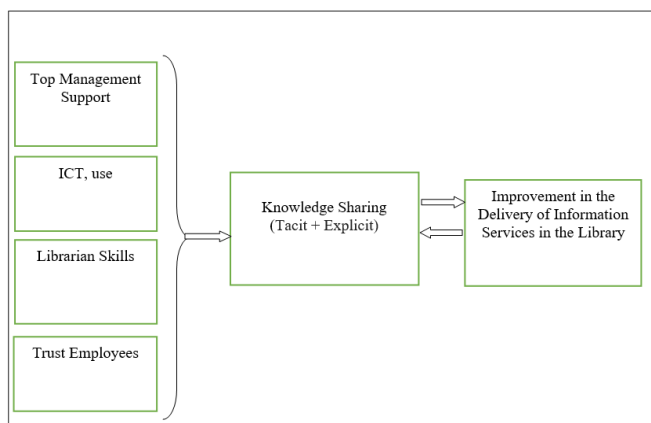 Top Management
Support
ICT, use
Librarian Skills
Trust Employees
Knowledge Sharing
(Tacit + Explicit)
Improvement in the
Delivery of Information
Services in the Library